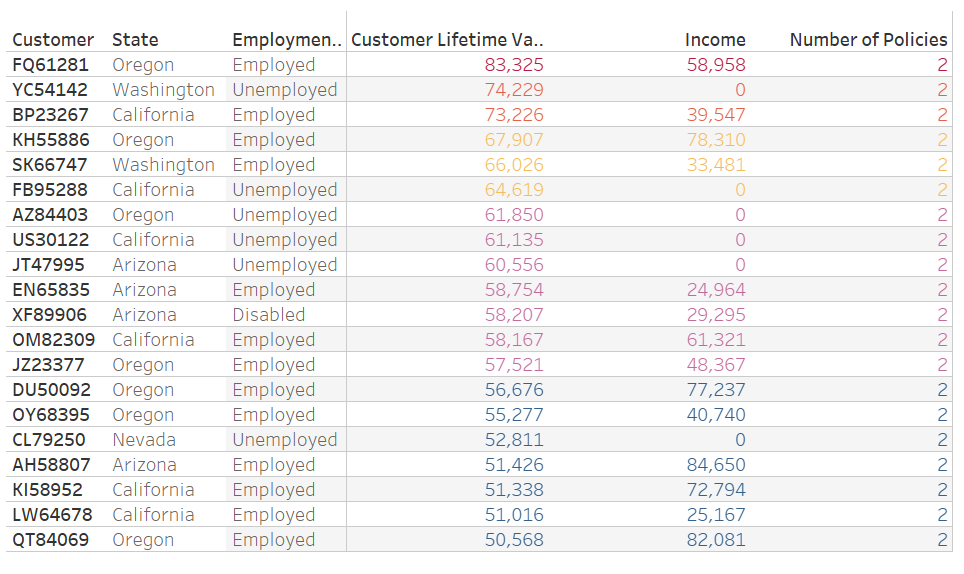 Customer State Employmen.. Customer Lifetime Va.. Income Number of Policies
FQ61281 Oregon Employed 83,325 58,958 2
YC54142 Washington Unemployed 74,229 0 2
BP23267 California Employed 73,226 39,547 2
KH55886 Oregon Employed 67,907 78,310 2
SK66747 Washington Employed 66,026 33,481 2
FB95288 California Unemployed 64,619 0 2
AZ84403 Oregon Unemployed 61,850 0 2
US30122 California Unemployed 61,135 0 2
JT47995 Arizona Unemployed 60,556 0 2
EN65835 Arizona Employed 58,754 24,964 2
XF89906 Arizona Disabled 58,207 29,295 2
OM82309 California Employed 58,167 61,321 2
JZ23377 Oregon Employed 57,521 48,367 2
DU50092 Oregon Employed 56,676 77,237 2
OY68395 Oregon Employed 55,277 40,740 2
CL79250 Nevada Unemployed 52,811 0 2
AH58807 Arizona Employed 51,426 84,650 2
KI58952 California Employed 51,338 72,794 2
LW64678 California Employed 51,016 25,167 2
QT84069 Oregon Employed 50,568 82,081 2